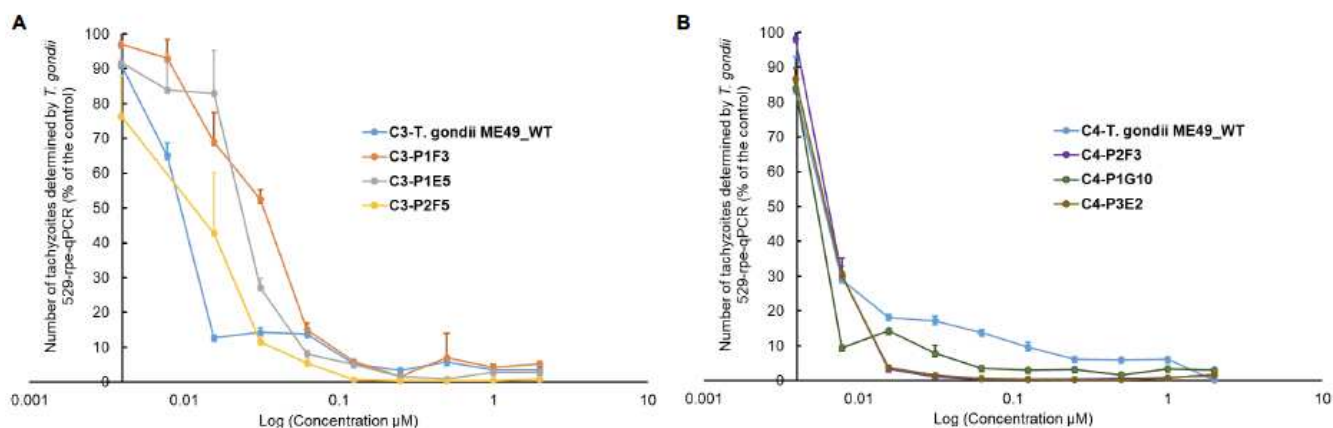 A
Number of tachyzoites determined by T. gondii
529-rpe-qPCR (% of the control)
100
90
80
70
60
50
40
30
20
10
0
0.001
0.01
0.1
1
10
Log (Concentration µM)
C3-T. gondii ME49_WT
C3-P1F3
C3-P1E5
C3-P2F5
B
Number of tachyzoites determined by T. gondii
529-rpe-qPCR (% of the control)
100
90
80
70
60
50
40
30
20
10
0
0.001
0.01
0.1
1
10
Log (Concentration µM)
C4-T. gondii ME49_WT
C4-P2F3
C4-P1G10
C4-P3E2